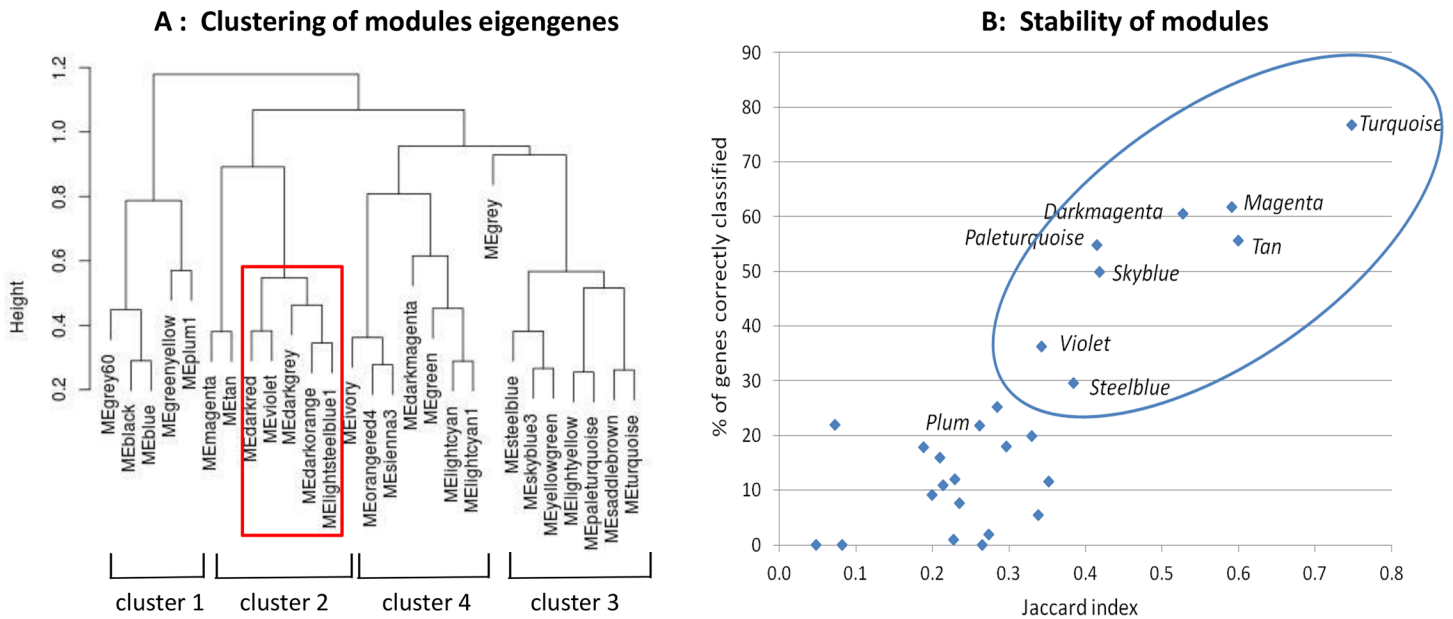 A : Clustering of modules eigengenes
Height
1.2
1.0
0.8
0.6
0.4
0.2
MEgrey60
MEblack
MEblue
MEgreenyellow
MEplum1
MEmagenta
MEtan
MEdarkred
MEviolet
MEdarkgrey
MEdarkorange
MElightsteelblue1
MEivory
MEorangered4
MEsienna3
MEdarkmagenta
MEgreen
MElightcyan
MElightcyan1
MEgrey
MEsteelblue
MEskyblue3
MEyellowgreen
MElightyellow
MEpaleturquoise
MEsaddlebrown
MEturquoise
cluster 1
cluster 2
cluster 4
cluster 3
B: Stability of modules
% of genes correctly classified
90
80
70
60
50
40
30
20
10
0
Turquoise
Magenta
Darkmagenta
Paleturquoise
Tan
Skyblue
Violet
Steelblue
Plum
0.0
0.1
0.2
0.3
0.4
0.5
0.6
0.7
0.8
Jaccard index